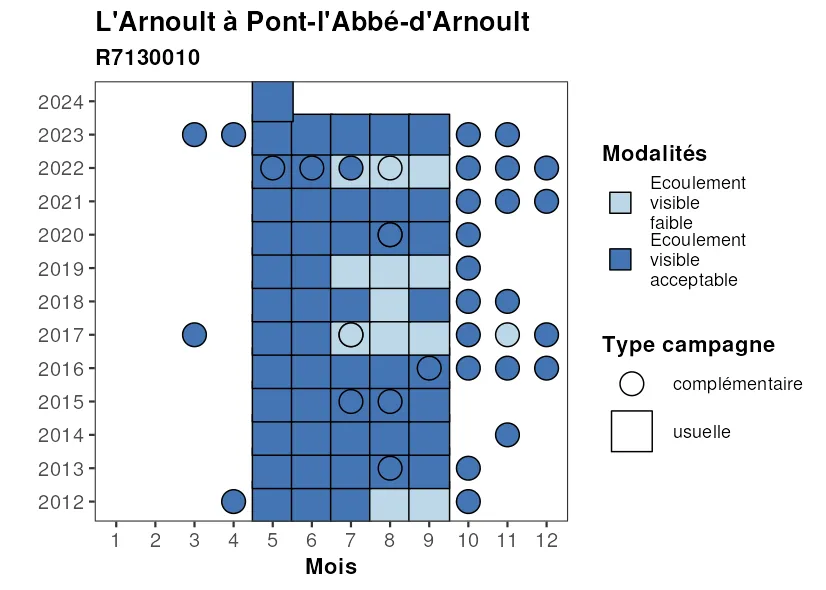 L'Arnoult à Pont-l'Abbé-d'Arnoult
R7130010
2024
2023
2022
2021
2020
2019
2018
2017
2016
2015
2014
2013
2012
1 2 3 4 5 6 7 8 9 10 11 12
Mois
Modalités
Ecoulement
visible
faible
Ecoulement
visible
acceptable
Type campagne
complémentaire
usuelle